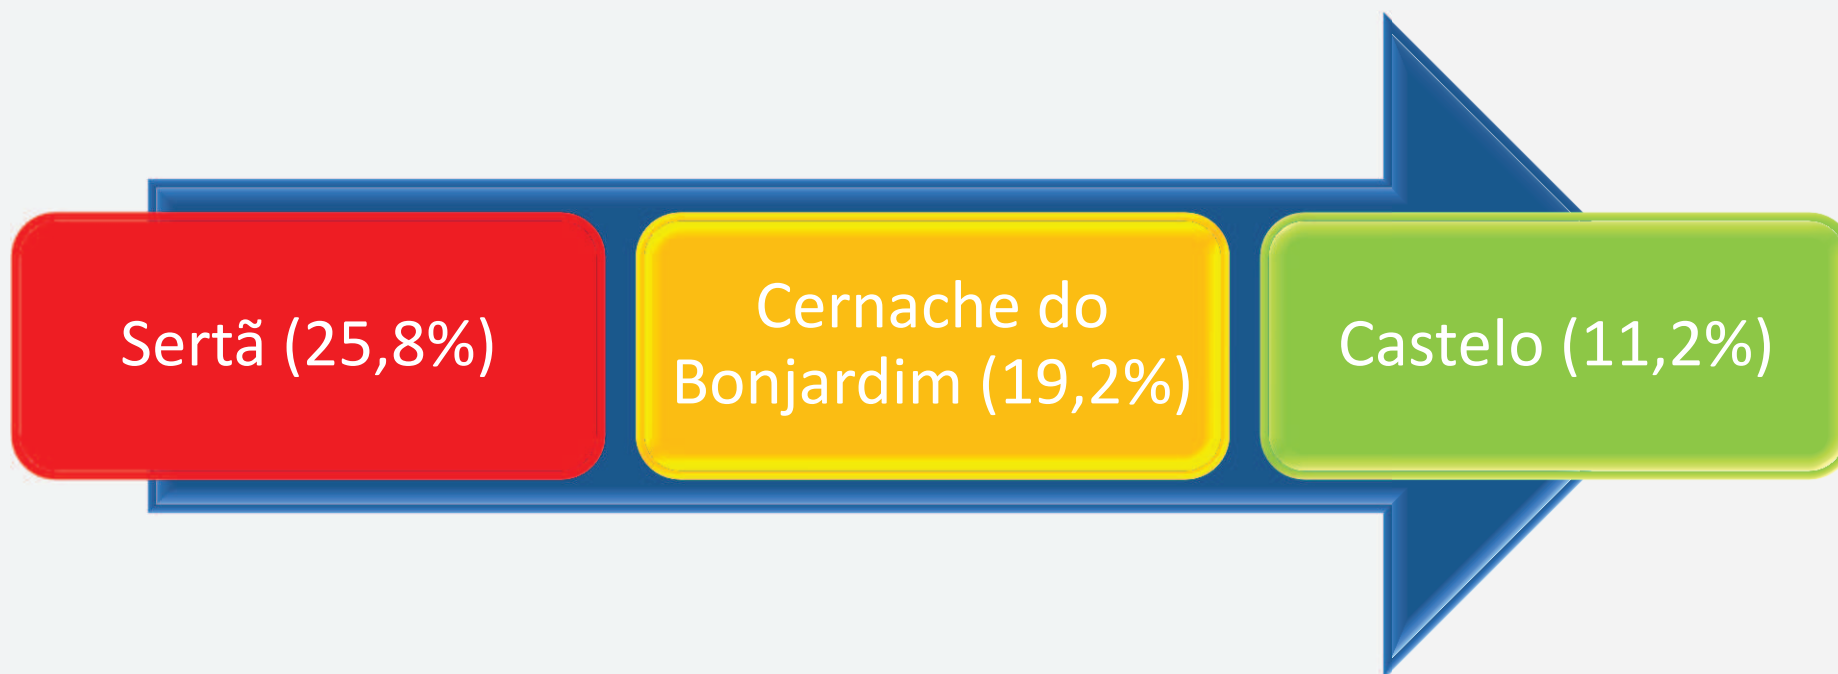 Sertã (25,8%)
Cernache do
Bonjardim (19,2%)
Castelo (11,2%)